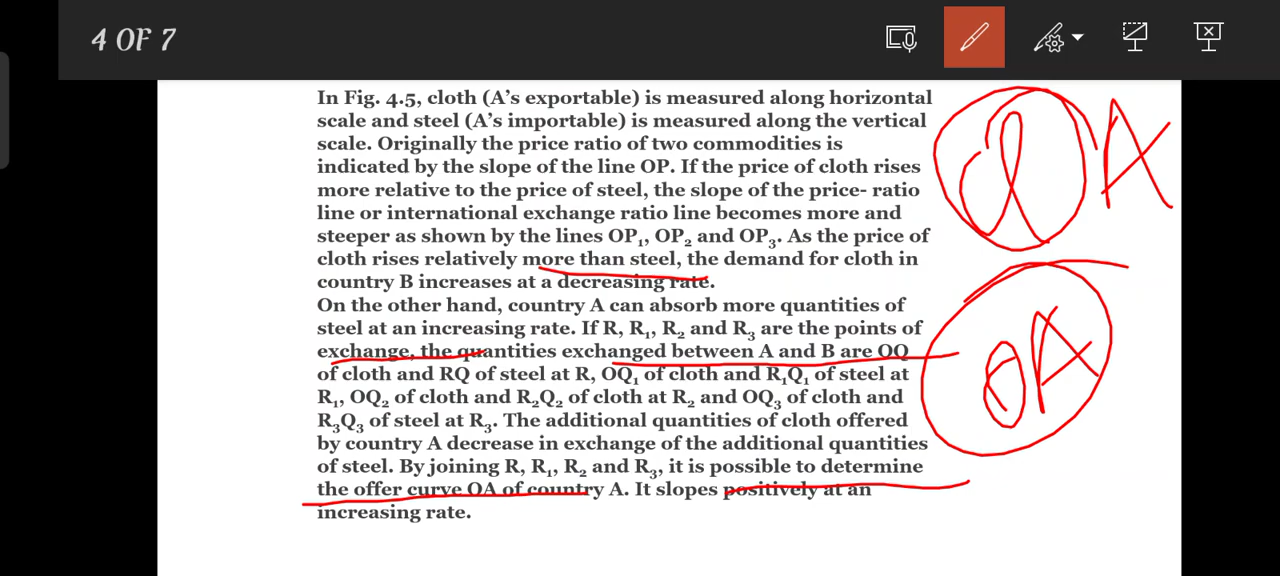 4 OF 7
In Fig. 4.5, cloth (A's exportable) is measured along horizontal
scale and steel (A's importable) is measured along the vertical
scale. Originally the price ratio of two commodities is
indicated by the slope of the line OP. If the price of cloth rises
more relative to the price of steel, the slope of the price- ratio
line or international exchange ratio line becomes more and
steeper as shown by the lines OP₁, OP₂ and OP₃. As the price of
cloth rises relatively more than steel, the demand for cloth in
country B increases at a decreasing rate.
On the other hand, country A can absorb more quantities of
steel at an increasing rate. If R, R₁, R₂ and R₃ are the points of
exchange, the quantities exchanged between A and B are OQ
of cloth and RQ of steel at R, OQ₁ of cloth and R₁Q₁ of steel at
R₁, OQ₂ of cloth and R₂Q₂ of cloth at R₂ and OQ₃ of cloth and
R₃Q₃ of steel at R₃. The additional quantities of cloth offered
by country A decrease in exchange of the additional quantities
of steel. By joining R, R₁, R₂ and R₃, it is possible to determine
the offer curve OA of country A. It slopes positively at an
increasing rate.
A
OA